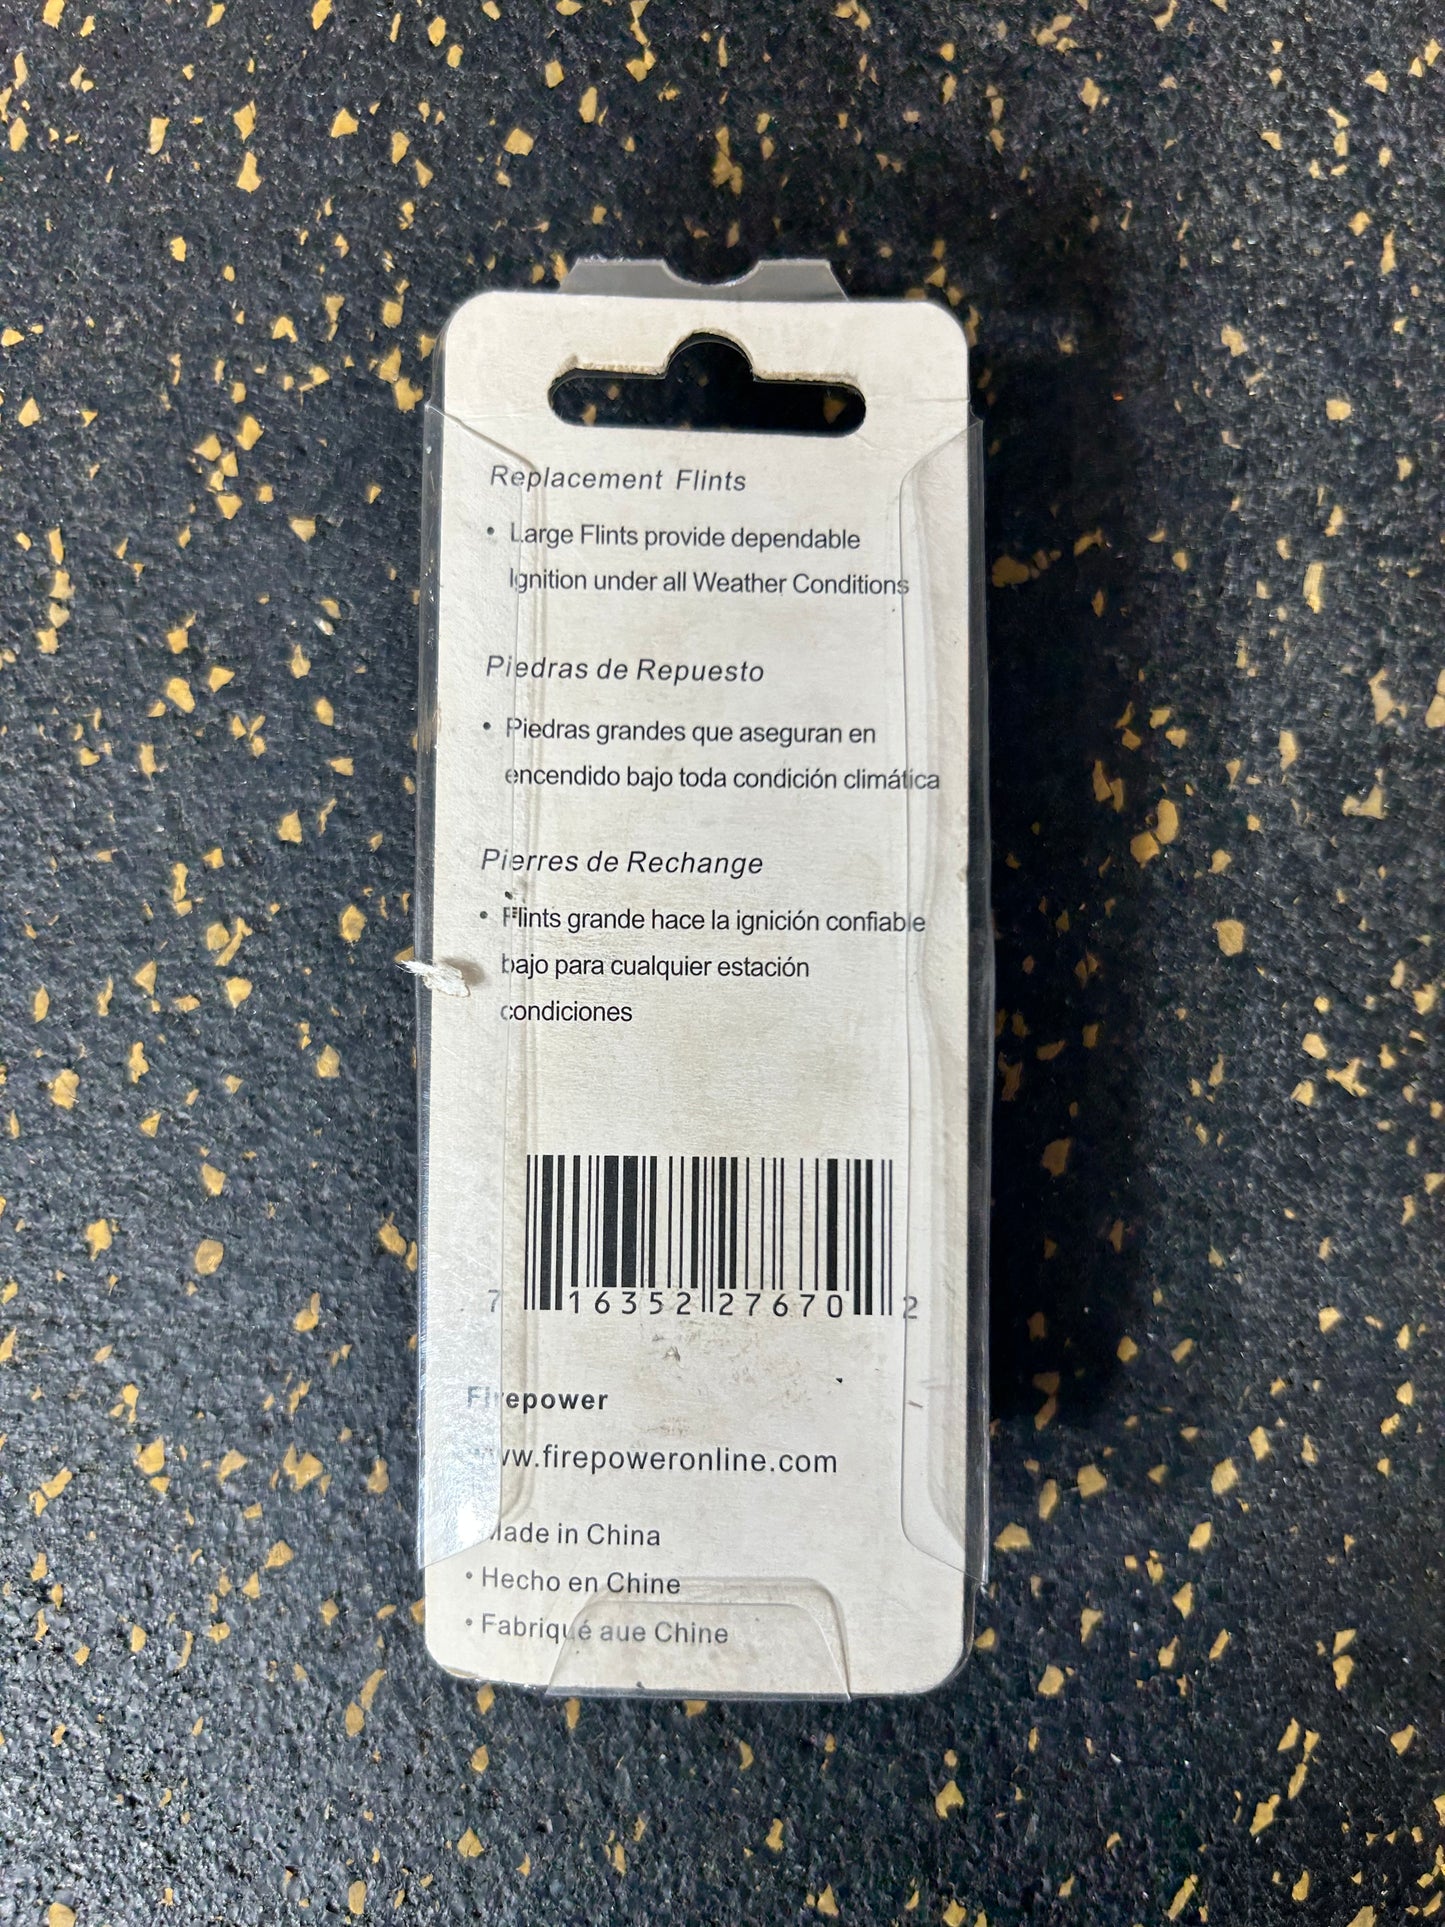 Replacement Flints
• Large Flints provide dependable
Ignition under all Weather Conditions
Piedras de Repuesto
• Piedras grandes que aseguran en
encendido bajo toda condición climática
Pierres de Rechange
• Flints grande hace la ignición confiable
bajo para cualquier estación
condiciones
7 16352 27670 2
Firepower
www.firepoweronline.com
Made in China
• Hecho en Chine
• Fabriqué aue Chine